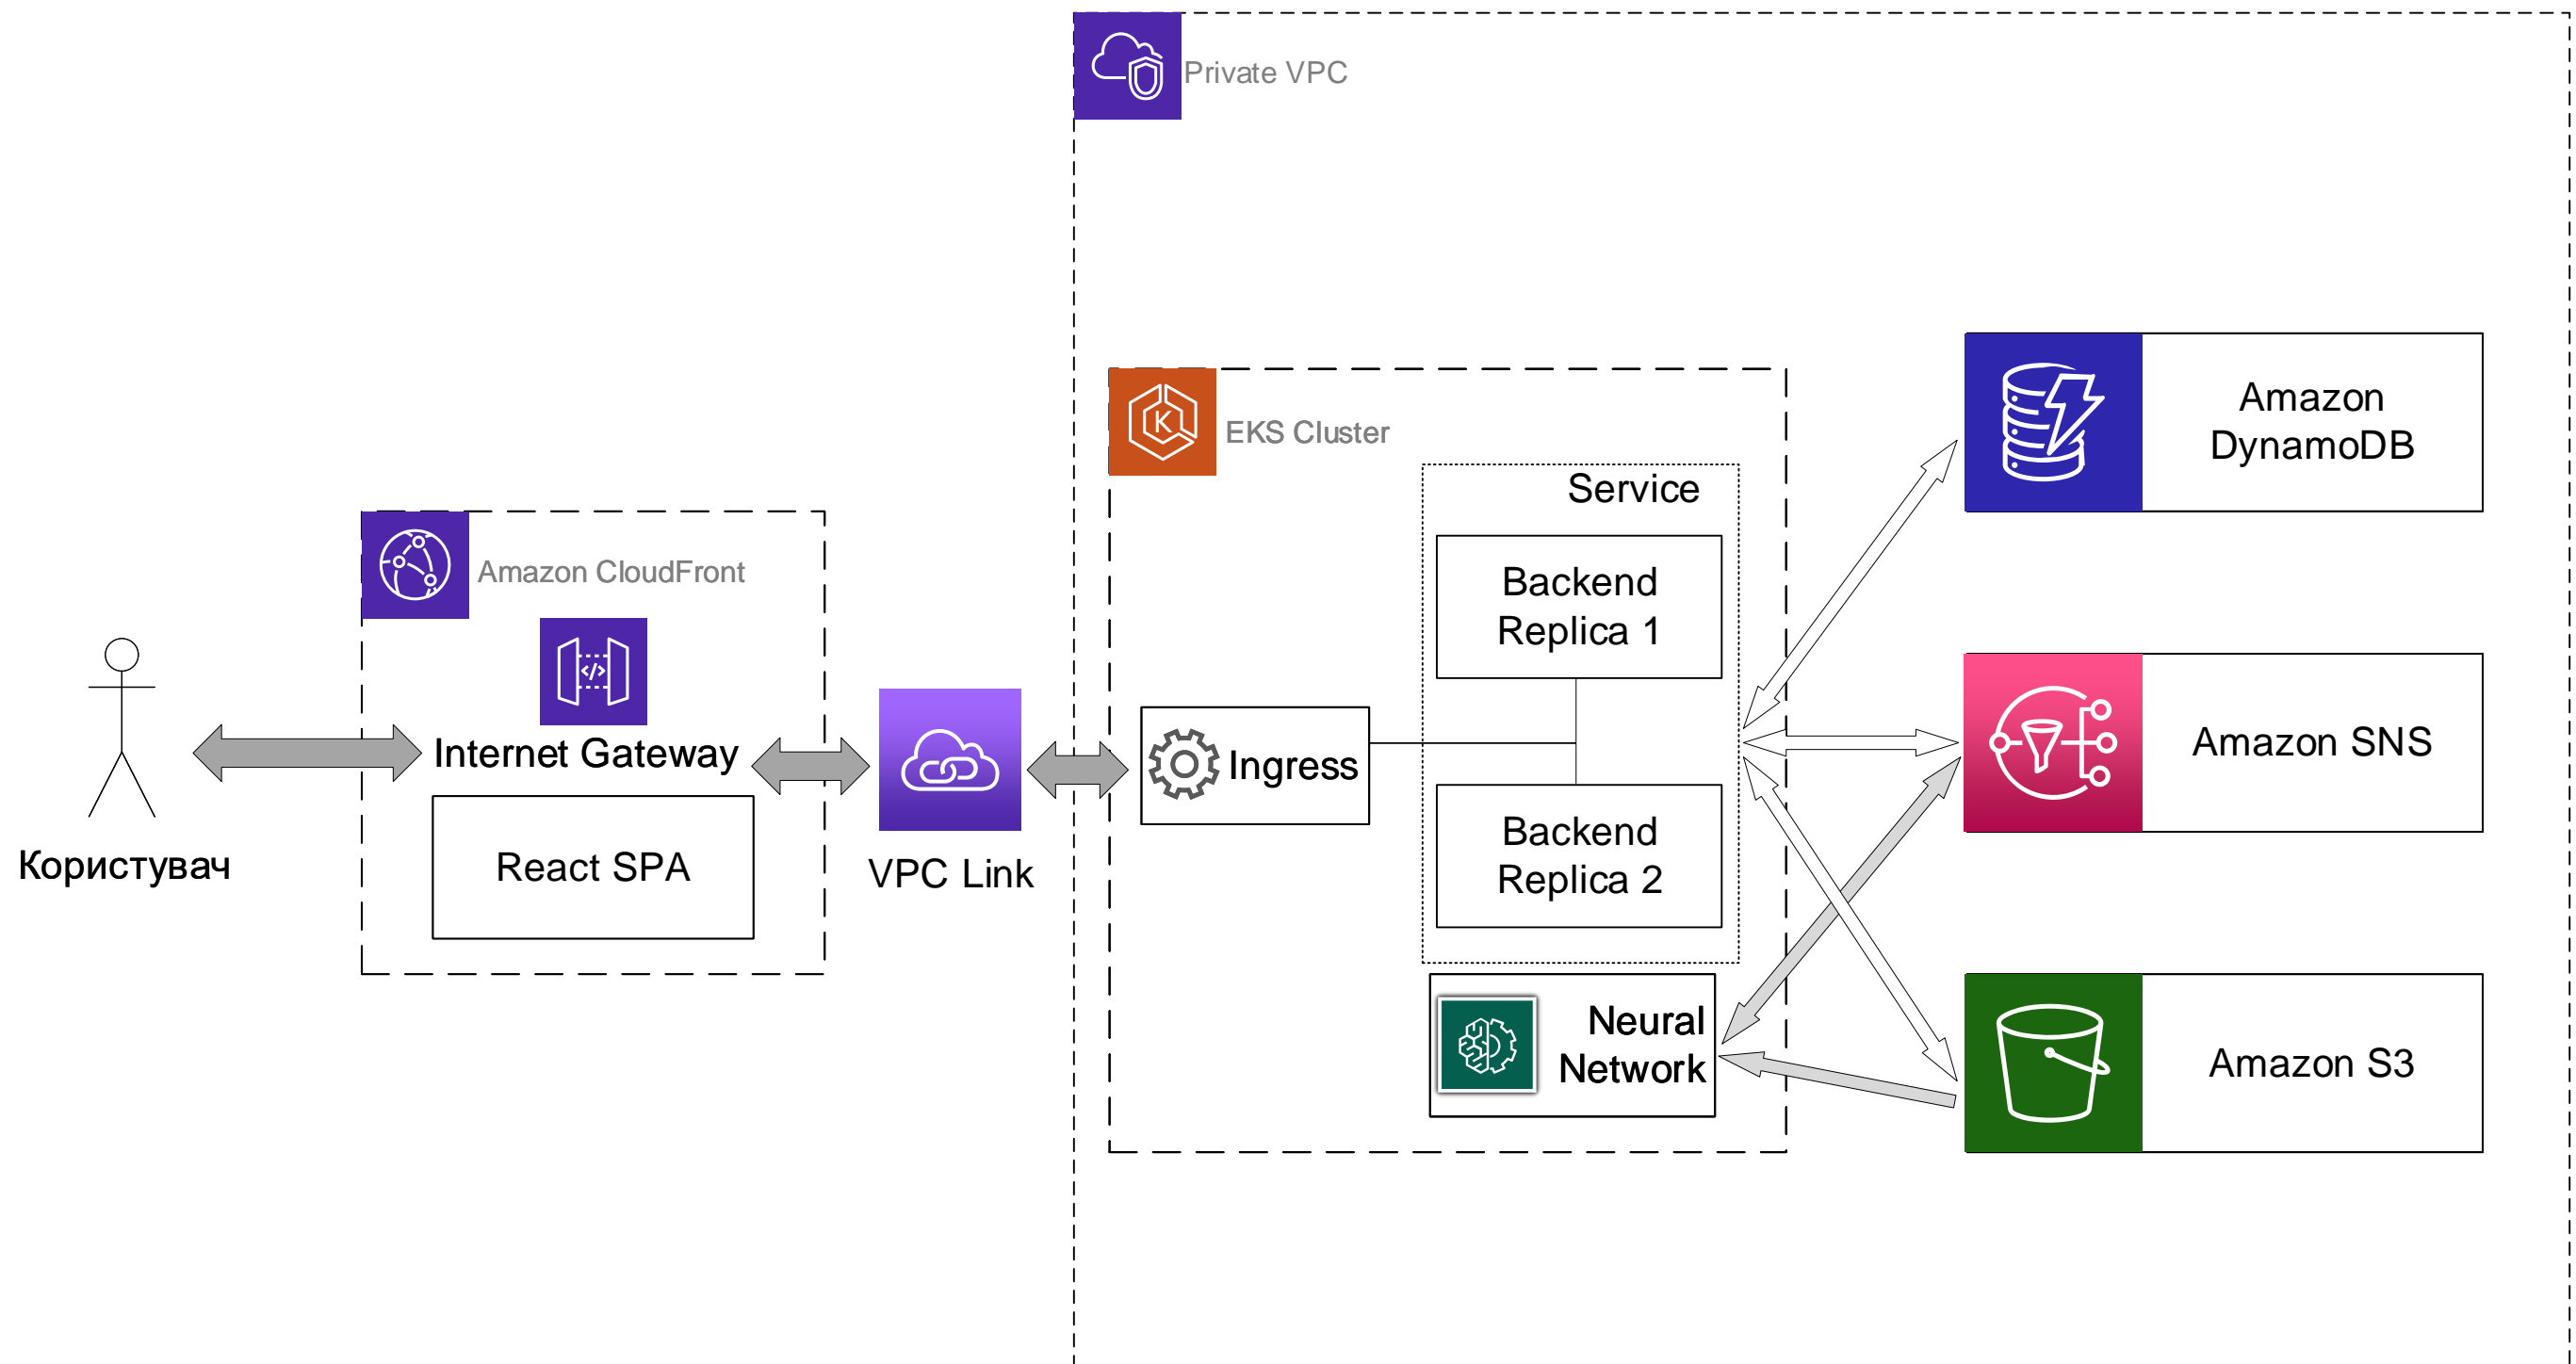 Private VPC
EKS Cluster
Service
Amazon
DynamoDB
Backend
Replica 1
Amazon CloudFront
Internet Gateway
React SPA
Користувач
VPC Link
Ingress
Backend
Replica 2
Amazon SNS
Neural
Network
Amazon S3